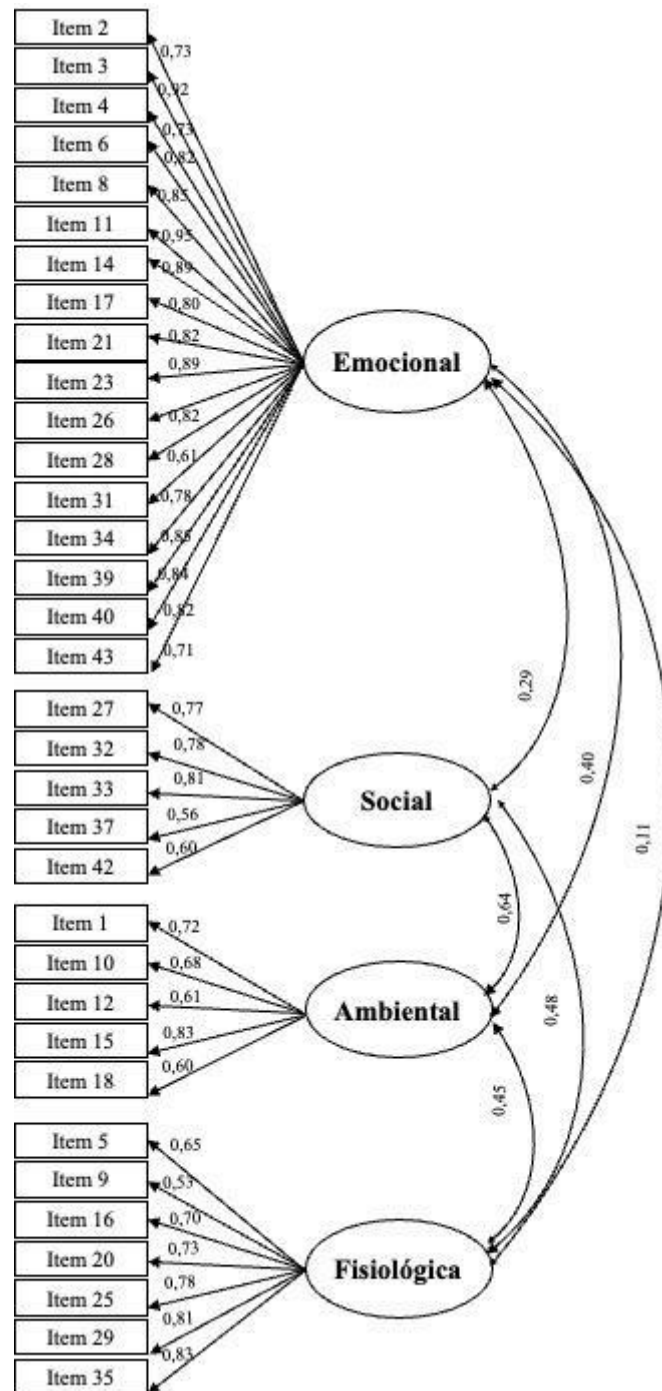 Item 2
0,73
Item 3
0,92
Item 4
0,73
Item 6
0,82
Item 8
0,85
Item 11
0,95
Item 14
0,89
Item 17
0,80
Item 21
0,82
Item 23
0,89
Item 26
0,82
Item 28
0,61
Item 31
0,78
Item 34
0,85
Item 39
0,84
Item 40
0,82
Item 43
0,71
Emocional
Item 27
0,77
Item 32
0,78
Item 33
0,81
Item 37
0,56
Item 42
0,60
Social
Item 1
0,72
Item 10
0,68
Item 12
0,61
Item 15
0,83
Item 18
0,60
Ambiental
Item 5
0,65
Item 9
0,53
Item 16
0,70
Item 20
0,73
Item 25
0,78
Item 29
0,81
Item 35
0,83
Fisiológica
0,29
0,40
0,11
0,64
0,48
0,45